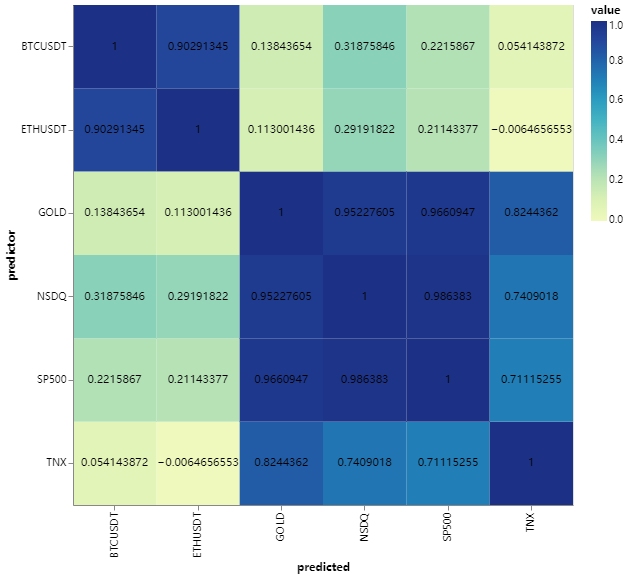 value
BTCUSDT 1 0.90291345 0.13843654 0.31875846 0.2215867 0.054143872
ETHUSDT 0.90291345 1 0.113001436 0.29191822 0.21143377 −0.0064656553
GOLD 0.13843654 0.113001436 1 0.95227605 0.9660947 0.8244362
NSDQ 0.31875846 0.29191822 0.95227605 1 0.986383 0.7409018
SP500 0.2215867 0.21143377 0.9660947 0.986383 1 0.71115255
TNX 0.054143872 −0.0064656553 0.8244362 0.7409018 0.71115255 1
predictor
BTCUSDT ETHUSDT GOLD NSDQ SP500 TNX
predicted
1.0
0.8
0.6
0.4
0.2
0.0